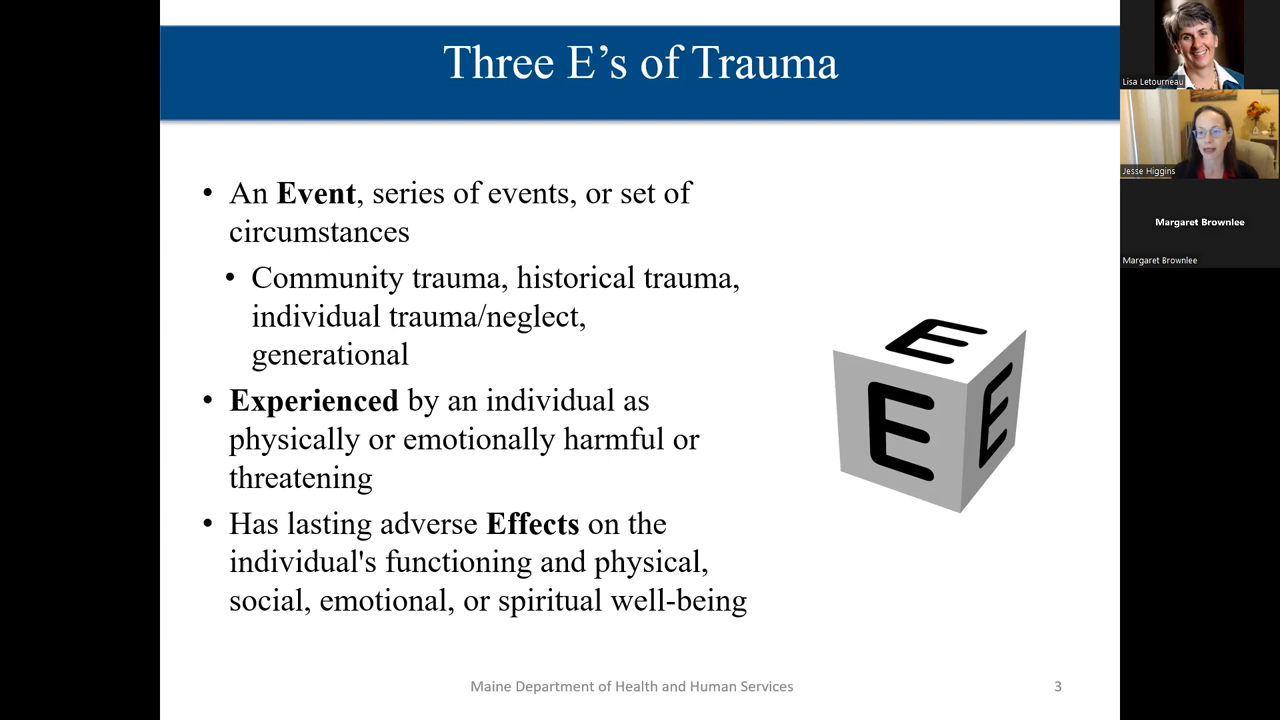 Three E’s of Trauma
• An Event, series of events, or set of
circumstances
• Community trauma, historical trauma,
individual trauma/neglect,
generational
• Experienced by an individual as
physically or emotionally harmful or
threatening
• Has lasting adverse Effects on the
individual's functioning and physical,
social, emotional, or spiritual well-being
E
E
E
Maine Department of Health and Human Services
3
Lisa Letourneau
Jesse Higgins
Margaret Brownlee
Margaret Brownlee